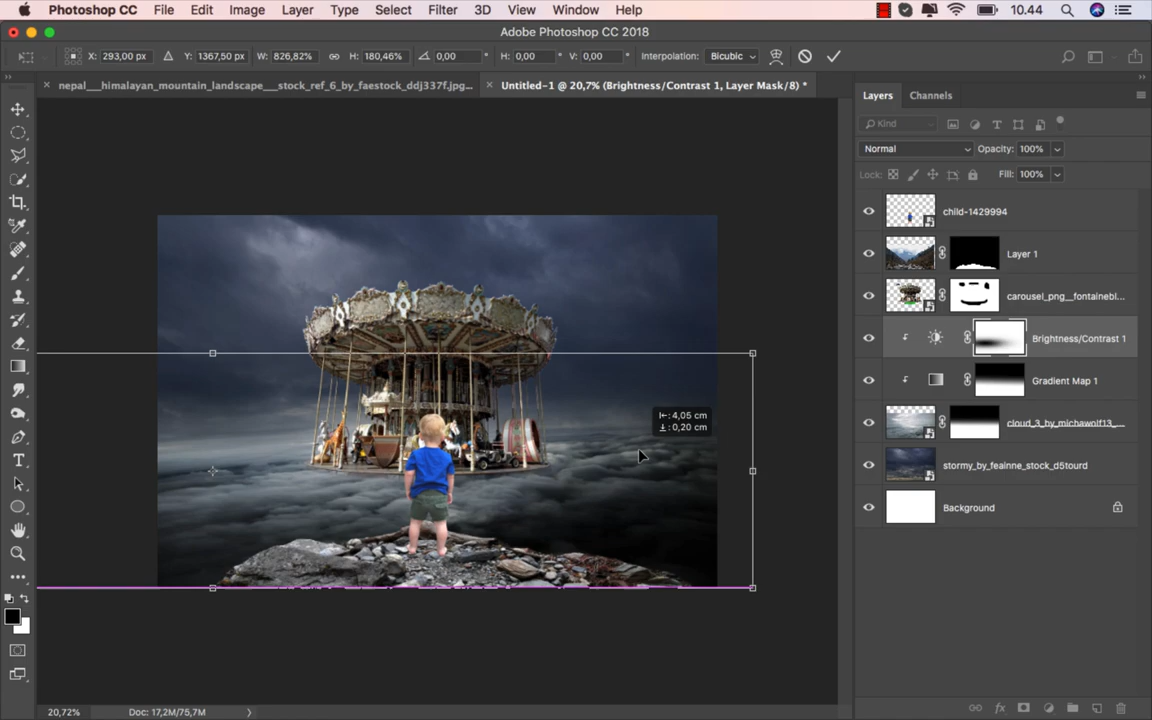 Photoshop CC File Edit Image Layer Type Select Filter 3D View Window Help 10.44
Adobe Photoshop CC 2018
X: 293,00 px Y: 1367,50 px W: 826,82% H: 180,46% 0,00 H: 0,00 V: 0,00 Interpolation: Bicubic
nepal__himalayan_mountain_landscape__stock_ref_6_by_faestock_ddj337f.jpg... Untitled-1 @ 20,7% (Brightness/Contrast 1, Layer Mask/8) *
Layers Channels
Kind
Normal Opacity: 100%
Lock: Fill: 100%
child-1429994
Layer 1
carousel_png__fontainebl...
Brightness/Contrast 1
Gradient Map 1
cloud_3_by_michawolf13_...
stormy_by_feainne_stock_d5tourd
Background
4,05 cm
0,20 cm
20,72% Doc: 17,2M/75,7M